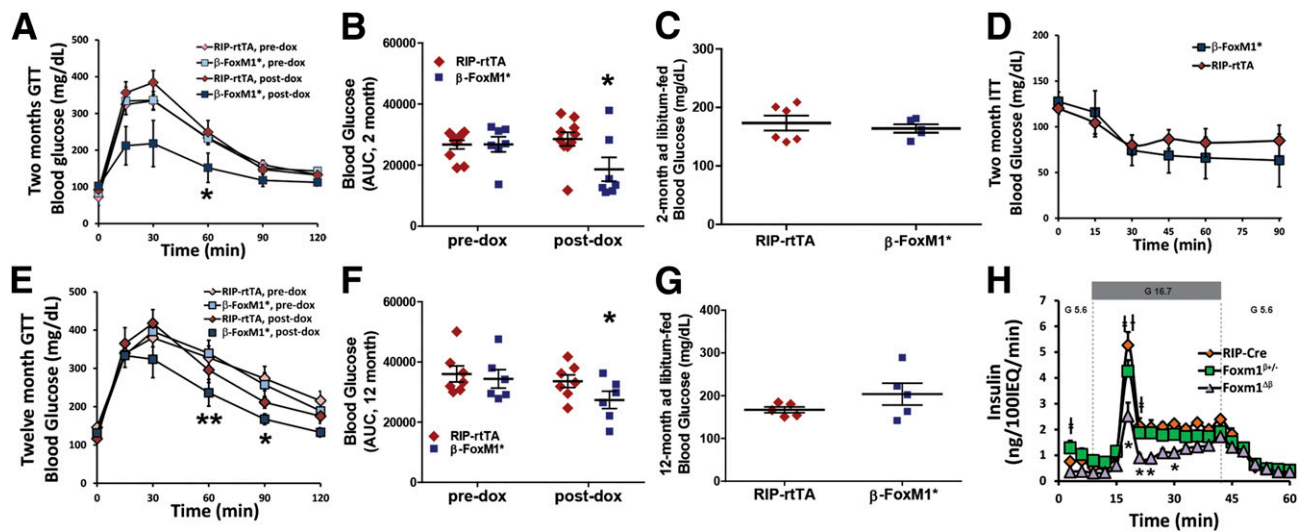 A
Two months GTT
Blood glucose (mg/dL)
500
400
300
200
100
0
0
30
60
90
120
Time (min)
RIP-rtTA, pre-dox
β-FoxM1*, pre-dox
RIP-rtTA, post-dox
β-FoxM1*, post-dox
*
B
Blood Glucose
(AUC, 2 month)
60000
40000
20000
0
RIP-rtTA
β-FoxM1*
*
pre-dox
post-dox
C
2-month ad libitum-fed
Blood Glucose (mg/dL)
300
200
100
0
RIP-rtTA
β-FoxM1*
D
Two month ITT
Blood Glucose (mg/dL)
200
150
100
50
0
0
15
30
45
60
75
90
Time (min)
β-FoxM1*
RIP-rtTA
E
Twelve month GTT
Blood Glucose (mg/dL)
500
400
300
200
100
0
0
30
60
90
120
Time (min)
RIP-rtTA, pre-dox
β-FoxM1*, pre-dox
RIP-rtTA, post-dox
β-FoxM1*, post-dox
**
*
F
Blood Glucose
(AUC, 12 month)
60000
40000
20000
0
*
RIP-rtTA
β-FoxM1*
pre-dox
post-dox
G
12-month ad libitum-fed
Blood Glucose (mg/dL)
400
300
200
100
0
RIP-rtTA
β-FoxM1*
H
G 5.6
G 16.7
G 5.6
Insulin
(ng/100IEQ/min)
7
6
5
4
3
2
1
0
0
15
30
45
60
Time (min)
RIP-Cre
Foxm1β+/-
Foxm1Δβ
‡
‡ †
‡
*
* *
*